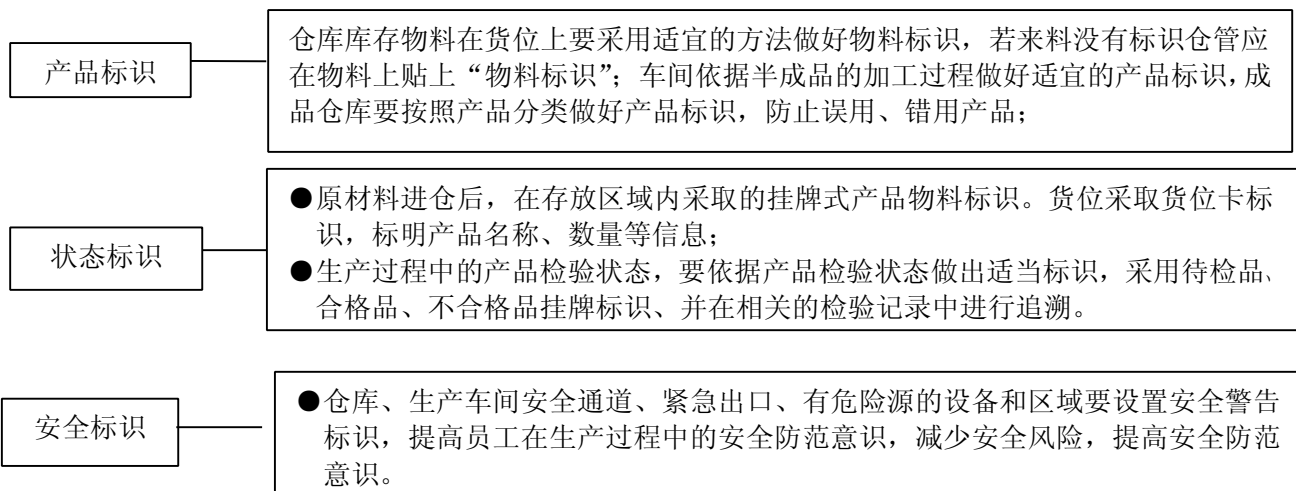 产品标识
仓库库存物料在货位上要采用适宜的方法做好物料标识，若来料没有标识仓管应
在物料上贴上“物料标识”；车间依据半成品的加工过程做好适宜的产品标识，成
品仓库要按照产品分类做好产品标识，防止误用、错用产品；
状态标识
●原材料进仓后，在存放区域内采取的挂牌式产品物料标识。货位采取货位卡标
识，标明产品名称、数量等信息；
●生产过程中的产品检验状态，要依据产品检验状态做出适当标识，采用待检品、
合格品、不合格品挂牌标识、并在相关的检验记录中进行追溯。
安全标识
●仓库、生产车间安全通道、紧急出口、有危险源的设备和区域要设置安全警告
标识，提高员工在生产过程中的安全防范意识，减少安全风险，提高安全防范
意识。